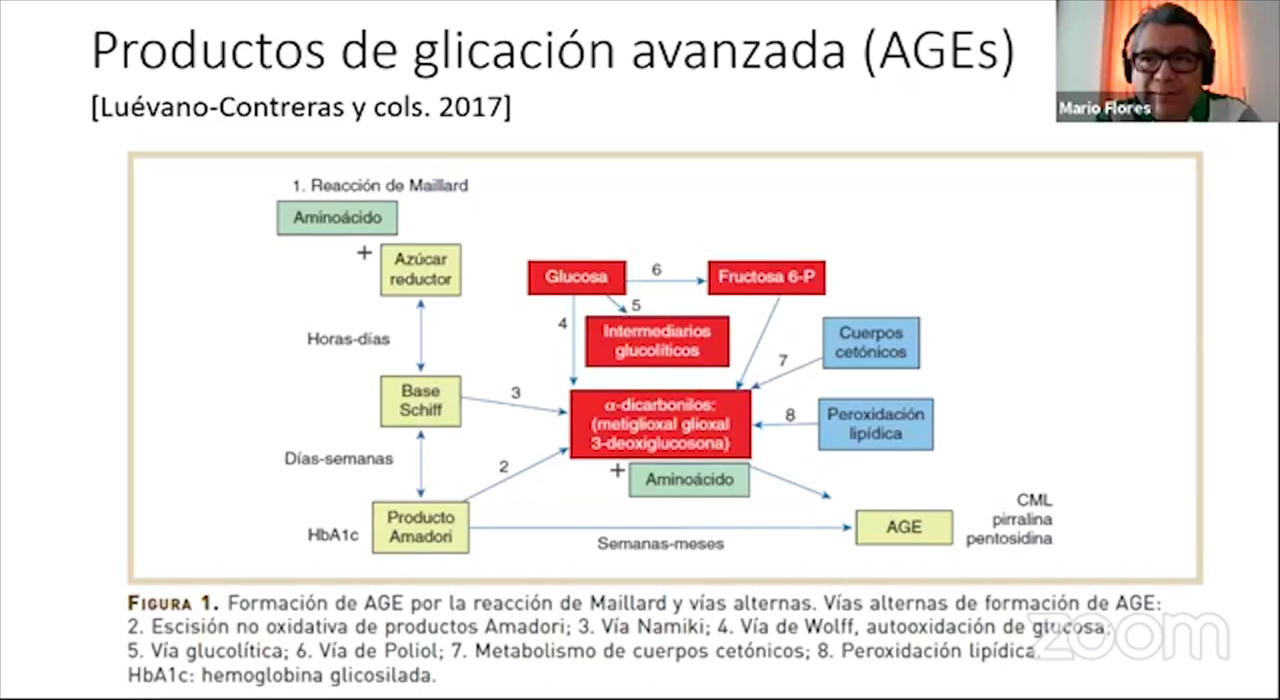 Productos de glicación avanzada (AGEs)
[Luévano-Contreras y cols. 2017]
Mario Flores
1. Reacción de Maillard
Aminoácido
+
Azúcar
reductor
Horas-días
Base
Schiff
Días-semanas
HbA1c
Producto
Amadori
Glucosa
6
Fructosa 6-P
5
4
Intermediarios
glucolíticos
Cuerpos
cetónicos
7
3
α-dicarbonilos:
(metiglioxal glioxal
3-deoxiglucosona)
8
Peroxidación
lipídica
2
+
Aminoácido
Semanas-meses
AGE
CML
pirralina
pentosidina
FIGURA 1. Formación de AGE por la reacción de Maillard y vías alternas. Vías alternas de formación de AGE:
2. Escisión no oxidativa de productos Amadori; 3. Vía Namiki; 4. Vía de Wolff, autooxidación de glucosa;
5. Vía glucolítica; 6. Vía de Poliol; 7. Metabolismo de cuerpos cetónicos; 8. Peroxidación lipídica.
HbA1c: hemoglobina glicosilada.
zoom